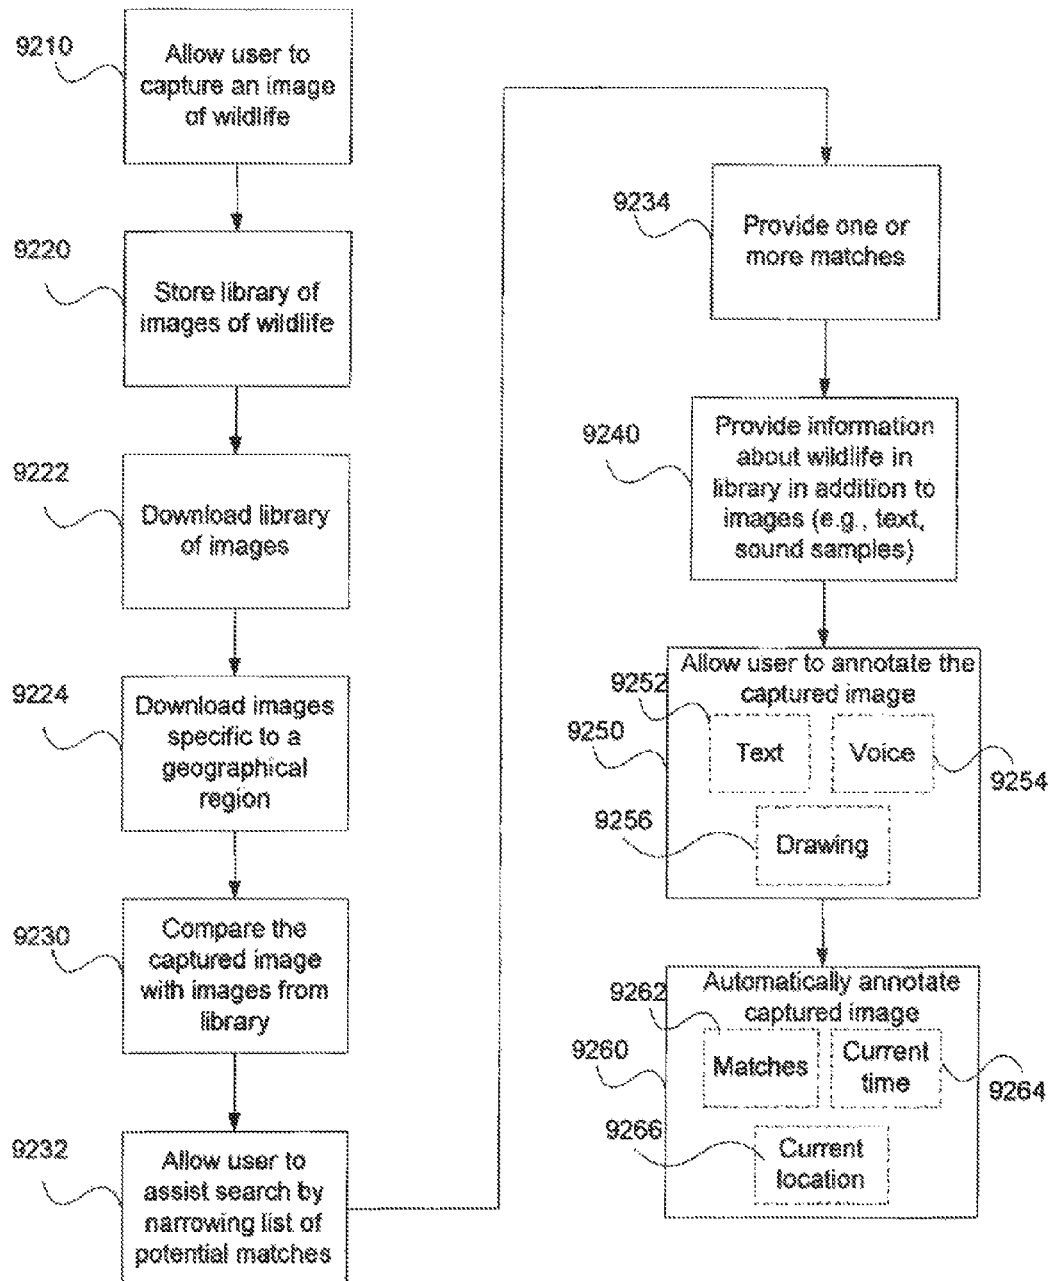 9210
Allow user to
capture an image
of wildlife
9220
Store library of
images of wildlife
9222
Download library
of images
9224
Download images
specific to a
geographical
region
9230
Compare the
captured image
with images from
library
9232
Allow user to
assist search by
narrowing list of
potential matches
9234
Provide one or
more matches
9240
Provide information
about wildlife in
library in addition to
images (e.g., text,
sound samples)
Allow user to annotate the
captured image
9252
9250
Text
Voice
9254
9256
Drawing
Automatically annotate
captured image
9262
9260
Matches
Current
time
9264
9266
Current
location